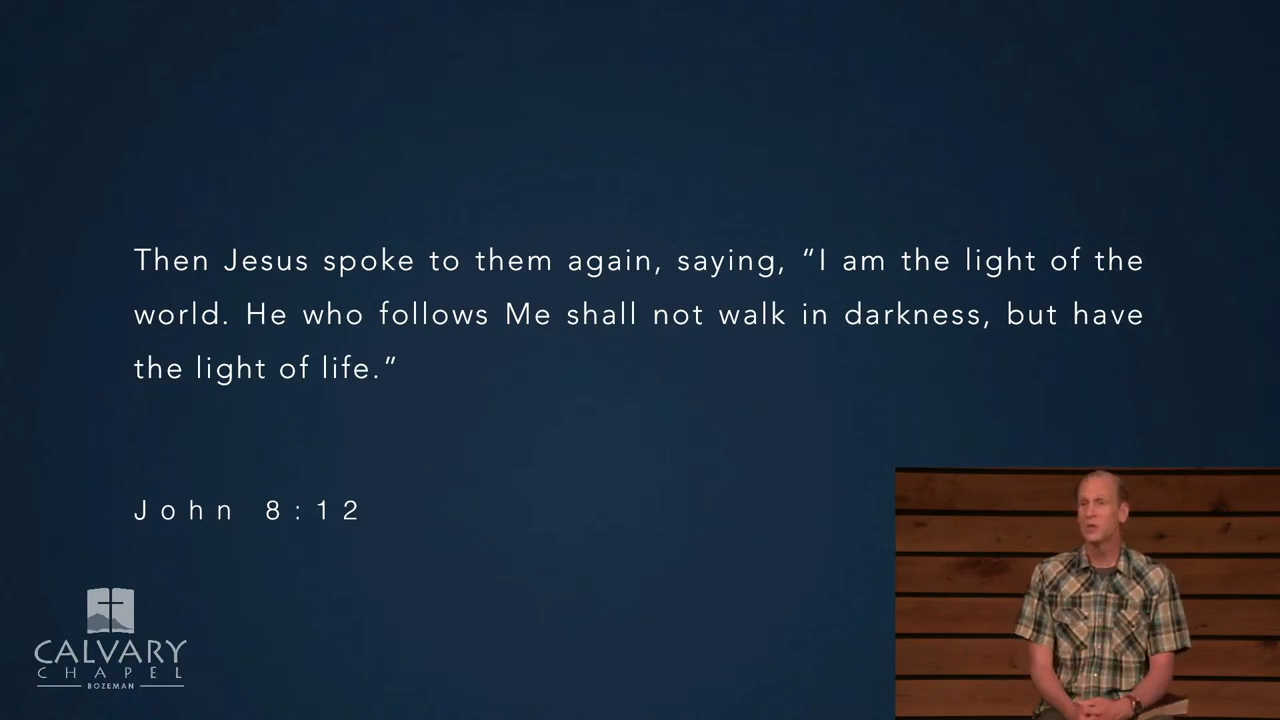 Then Jesus spoke to them again, saying, “I am the light of the
world. He who follows Me shall not walk in darkness, but have
the light of life.”
John 8:12
CALVARY
CHAPEL
BOZEMAN